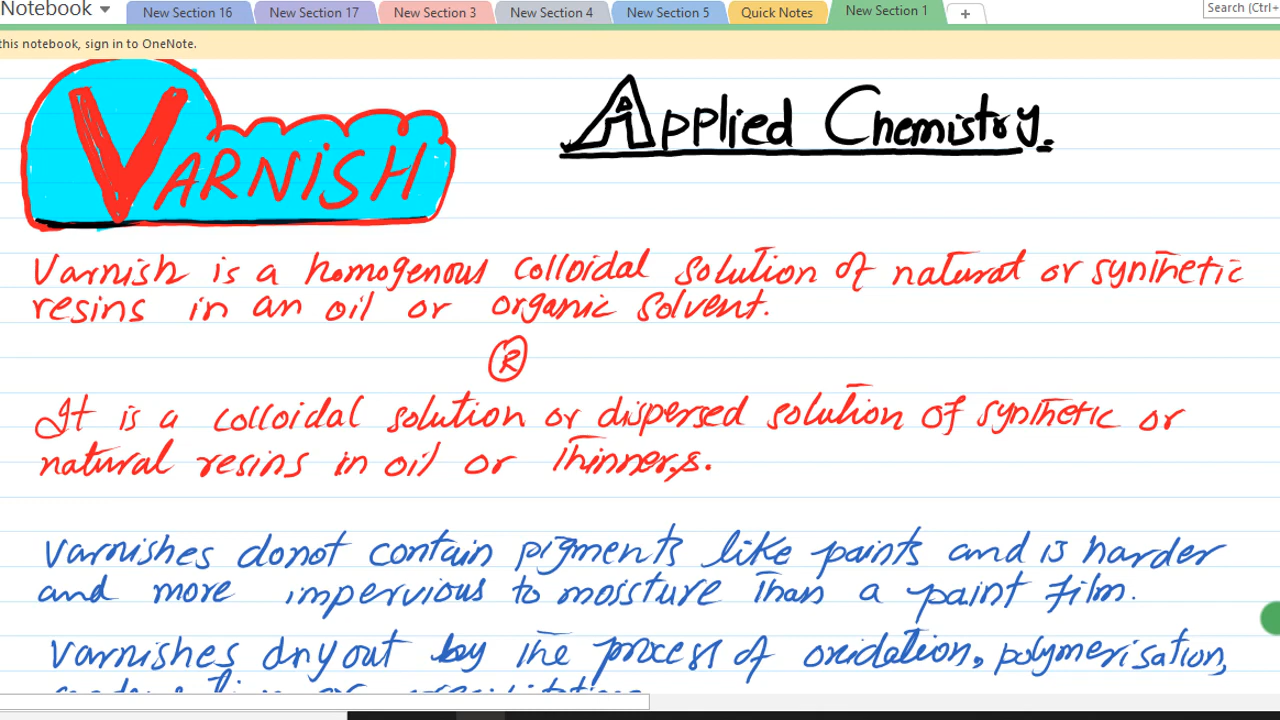 Notebook
New Section 16
New Section 17
New Section 3
New Section 4
New Section 5
Quick Notes
New Section 1
+
Search (Ctrl+
this notebook, sign in to OneNote.
VARNiSH
Applied Chemistry.
Varnish is a homogenous colloidal solution of natural or synthetic
resins in an oil or organic solvent.
R
It is a colloidal solution or dispersed solution of synthetic or
natural resins in oil or Thinner.s.
Varnishes donot contain pigments like paints and is harder
and more impervious to moisture Than a paint film.
Varnishes dry out by the process of oxidation, polymerisation,